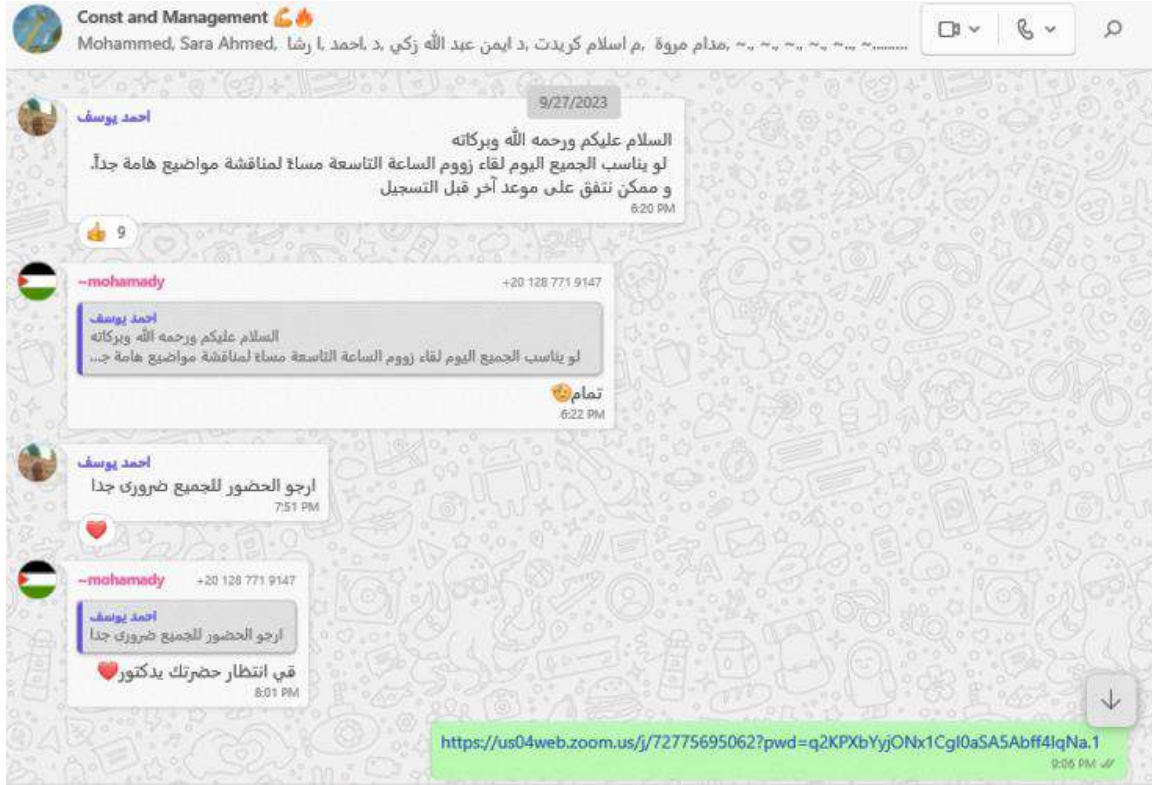 Const and Management 💪🔥
Mohammed, Sara Ahmed, مدام مروة, م اسلام كريدت, د ايمن عبد الله زكي, د احمد, ا رشا, ~, ~., ~, ~., ~., ~.., ~.........
9/27/2023
احمد يوسف
السلام عليكم ورحمه الله وبركاته
لو يناسب الجميع اليوم لقاء زووم الساعة التاسعة مساءً لمناقشة مواضيع هامة جداً.
و ممكن نتفق على موعد آخر قبل التسجيل
6:20 PM
👍 9
~mohamady +20 128 771 9147
احمد يوسف
السلام عليكم ورحمه الله وبركاته
لو يناسب الجميع اليوم لقاء زووم الساعة التاسعة مساءً لمناقشة مواضيع هامة جـ...
تمام🫡
6:22 PM
احمد يوسف
ارجو الحضور للجميع ضرورى جدا
7:51 PM
❤️
~mohamady +20 128 771 9147
احمد يوسف
ارجو الحضور للجميع ضرورى جدا
قي انتظار حضرتك يدكتور❤️
8:01 PM
https://us04web.zoom.us/j/72775695062?pwd=q2KPXbYyjONx1CgI0aSA5Abff4IqNa.1
9:06 PM